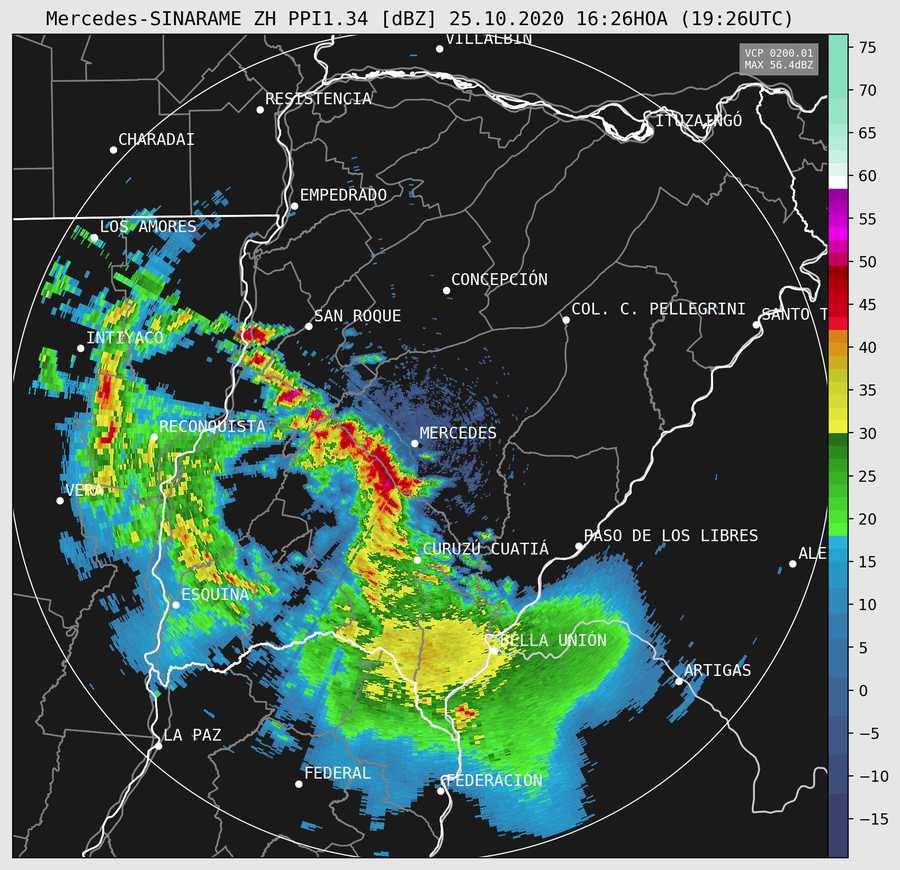 Mercedes-SINARAME ZH PPI1.34 [dBZ] 25.10.2020 16:26HOA (19:26UTC)
VILLALBÍN
VCP 0200.01
MAX 56.4dBZ
RESISTENCIA
ITUZAINGÓ
CHARADAI
EMPEDRADO
LOS AMORES
CONCEPCIÓN
COL. C. PELLEGRINI
SANTO T
SAN ROQUE
INTIYACÓ
RECONQUISTA
MERCEDES
VERA
PASO DE LOS LIBRES
CURUZÚ CUATIÁ
ALE
ESQUINA
BELLA UNIÓN
ARTIGAS
LA PAZ
FEDERAL
FEDERACIÓN
75
70
65
60
55
50
45
40
35
30
25
20
15
10
5
0
−5
−10
−15